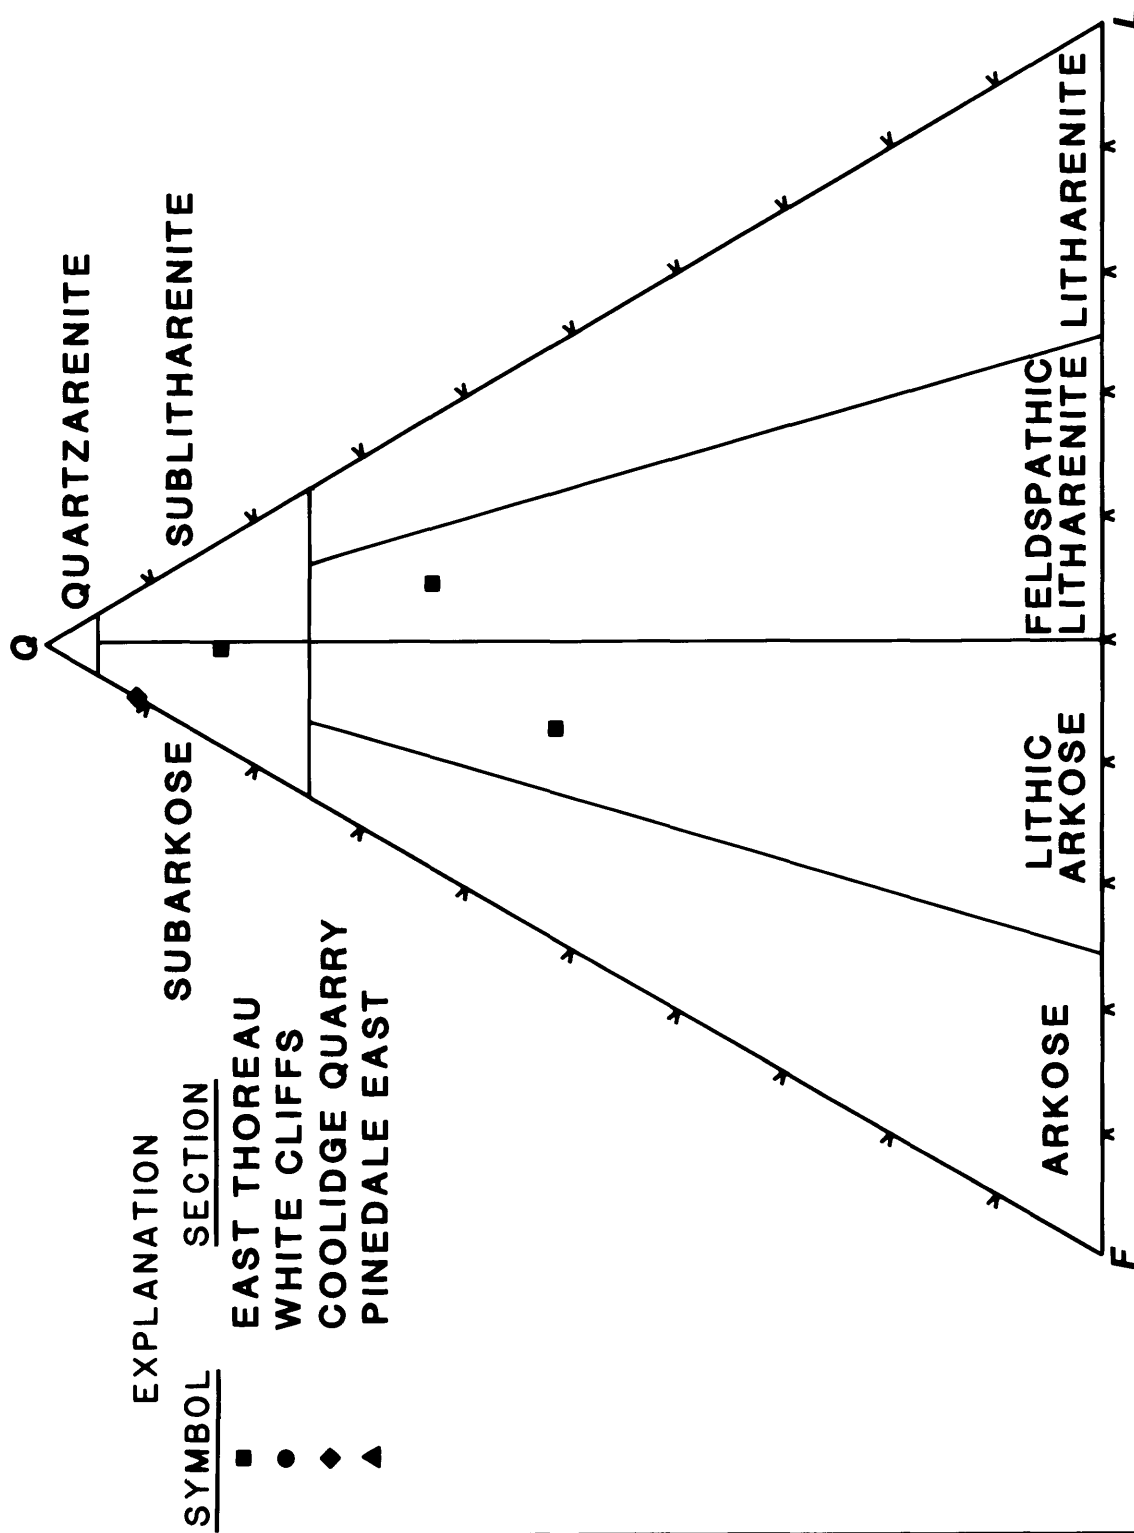 EXPLANATION
SYMBOL SECTION
EAST THOREAU
WHITE CLIFFS
COOLIDGE QUARRY
PINEDALE EAST
Q
QUARTZARENITE
SUBARKOSE
SUBLITHARENITE
ARKOSE
LITHIC
ARKOSE
FELDSPATHIC
LITHARENITE
LITHARENITE
F
L